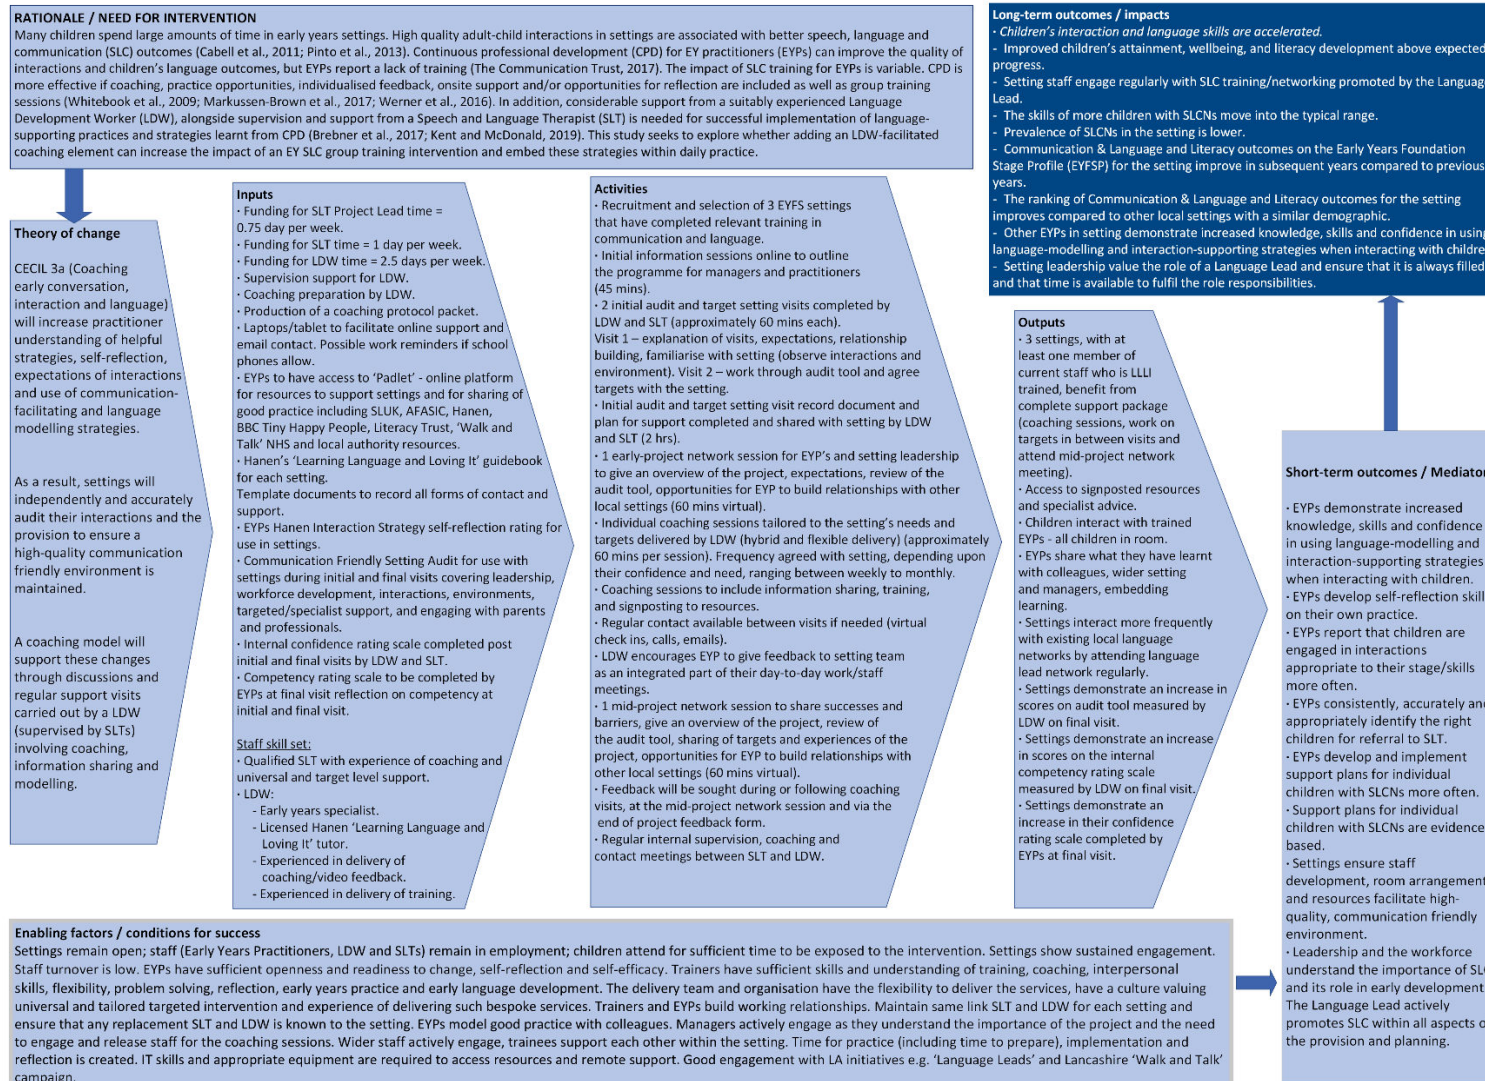 RATIONALE / NEED FOR INTERVENTION
Many children spend large amounts of time in early years settings. High quality adult-child interactions in settings are associated with better speech, language and
communication (SLC) outcomes (Cabell et al., 2011; Pinto et al., 2013). Continuous professional development (CPD) for EY practitioners (EYPs) can improve the quality of
interactions and children's language outcomes, but EYPs report a lack of training (The Communication Trust, 2017). The impact of SLC training for EYPs is variable. CPD is
more effective if coaching, practice opportunities, individualised feedback, onsite support and/or opportunities for reflection are included as well as group training
sessions (Whitebook et al., 2009; Markussen-Brown et al., 2017; Werner et al., 2016). In addition, considerable support from a suitably experienced Language
Development Worker (LDW), alongside supervision and support from a Speech and Language Therapist (SLT) is needed for successful implementation of language-
supporting practices and strategies learnt from CPD (Brebner et al., 2017; Kent and McDonald, 2019). This study seeks to explore whether adding an LDW-facilitated
coaching element can increase the impact of an EY SLC group training intervention and embed these strategies within daily practice.
Theory of change
CECIL 3a (Coaching
early conversation,
interaction and language)
will increase practitioner
understanding of helpful
strategies, self-reflection,
expectations of interactions
and use of communication-
facilitating and language
modelling strategies.
As a result, settings will
independently and accurately
audit their interactions and the
provision to ensure a
high-quality communication
friendly environment is
maintained.
A coaching model will
support these changes
through discussions and
regular support visits
carried out by a LDW
(supervised by SLTs)
involving coaching,
information sharing and
modelling.
Inputs
· Funding for SLT Project Lead time =
0.75 day per week.
· Funding for SLT time = 1 day per week.
· Funding for LDW time = 2.5 days per week.
· Supervision support for LDW.
· Coaching preparation by LDW.
· Production of a coaching protocol packet.
· Laptops/tablet to facilitate online support and
email contact. Possible work reminders if school
phones allow.
· EYPs to have access to 'Padlet' - online platform
for resources to support settings and for sharing of
good practice including SLUK, AFASIC, Hanen,
BBC Tiny Happy People, Literacy Trust, 'Walk and
Talk' NHS and local authority resources.
· Hanen's 'Learning Language and Loving It' guidebook
for each setting.
Template documents to record all forms of contact and
support.
· EYPs Hanen Interaction Strategy self-reflection rating for
use in settings.
· Communication Friendly Setting Audit for use with
settings during initial and final visits covering leadership,
workforce development, interactions, environments,
targeted/specialist support, and engaging with parents
and professionals.
· Internal confidence rating scale completed post
initial and final visits by LDW and SLT.
· Competency rating scale to be completed by
EYPs at final visit reflection on competency at
initial and final visit.
Staff skill set:
· Qualified SLT with experience of coaching and
universal and target level support.
· LDW:
- Early years specialist.
- Licensed Hanen 'Learning Language and
Loving It' tutor.
- Experienced in delivery of
coaching/video feedback.
- Experienced in delivery of training.
Activities
· Recruitment and selection of 3 EYFS settings
that have completed relevant training in
communication and language.
· Initial information sessions online to outline
the programme for managers and practitioners
(45 mins).
· 2 initial audit and target setting visits completed by
LDW and SLT (approximately 60 mins each).
Visit 1 – explanation of visits, expectations, relationship
building, familiarise with setting (observe interactions and
environment). Visit 2 – work through audit tool and agree
targets with the setting.
· Initial audit and target setting visit record document and
plan for support completed and shared with setting by LDW
and SLT (2 hrs).
· 1 early-project network session for EYP's and setting leadership
to give an overview of the project, expectations, review of the
audit tool, opportunities for EYP to build relationships with other
local settings (60 mins virtual).
· Individual coaching sessions tailored to the setting's needs and
targets delivered by LDW (hybrid and flexible delivery) (approximately
60 mins per session). Frequency agreed with setting, depending upon
their confidence and need, ranging between weekly to monthly.
· Coaching sessions to include information sharing, training,
and signposting to resources.
· Regular contact available between visits if needed (virtual
check ins, calls, emails).
· LDW encourages EYP to give feedback to setting team
as an integrated part of their day-to-day work/staff
meetings.
· 1 mid-project network session to share successes and
barriers, give an overview of the project, review of
the audit tool, sharing of targets and experiences of the
project, opportunities for EYP to build relationships with
other local settings (60 mins virtual).
· Feedback will be sought during or following coaching
visits, at the mid-project network session and via the
end of project feedback form.
· Regular internal supervision, coaching and
contact meetings between SLT and LDW.
Outputs
· 3 settings, with at
least one member of
current staff who is LLLI
trained, benefit from
complete support package
(coaching sessions, work on
targets in between visits and
attend mid-project network
meeting).
· Access to signposted resources
and specialist advice.
· Children interact with trained
EYPs - all children in room.
· EYPs share what they have learnt
with colleagues, wider setting
and managers, embedding
learning.
· Settings interact more frequently
with existing local language
networks by attending language
lead network regularly.
· Settings demonstrate an increase in
scores on audit tool measured by
LDW on final visit.
· Settings demonstrate an increase
in scores on the internal
competency rating scale
measured by LDW on final visit.
· Settings demonstrate an
increase in their confidence
rating scale completed by
EYPs at final visit.
Long-term outcomes / impacts
· Children's interaction and language skills are accelerated.
- Improved children's attainment, wellbeing, and literacy development above expected
progress.
- Setting staff engage regularly with SLC training/networking promoted by the Language
Lead.
- The skills of more children with SLCNs move into the typical range.
- Prevalence of SLCNs in the setting is lower.
- Communication & Language and Literacy outcomes on the Early Years Foundation
Stage Profile (EYFSP) for the setting improve in subsequent years compared to previous
years.
- The ranking of Communication & Language and Literacy outcomes for the setting
improves compared to other local settings with a similar demographic.
- Other EYPs in setting demonstrate increased knowledge, skills and confidence in using
language-modelling and interaction-supporting strategies when interacting with childre
- Setting leadership value the role of a Language Lead and ensure that it is always filled
and that time is available to fulfil the role responsibilities.
Short-term outcomes / Mediator
· EYPs demonstrate increased
knowledge, skills and confidence
in using language-modelling and
interaction-supporting strategies
when interacting with children.
· EYPs develop self-reflection skill
on their own practice.
· EYPs report that children are
engaged in interactions
appropriate to their stage/skills
more often.
· EYPs consistently, accurately and
appropriately identify the right
children for referral to SLT.
· EYPs develop and implement
support plans for individual
children with SLCNs more often.
· Support plans for individual
children with SLCNs are evidence
based.
· Settings ensure staff
development, room arrangement
and resources facilitate high-
quality, communication friendly
environment.
· Leadership and the workforce
understand the importance of SLC
and its role in early development
The Language Lead actively
promotes SLC within all aspects o
the provision and planning.
Enabling factors / conditions for success
Settings remain open; staff (Early Years Practitioners, LDW and SLTs) remain in employment; children attend for sufficient time to be exposed to the intervention. Settings show sustained engagement.
Staff turnover is low. EYPs have sufficient openness and readiness to change, self-reflection and self-efficacy. Trainers have sufficient skills and understanding of training, coaching, interpersonal
skills, flexibility, problem solving, reflection, early years practice and early language development. The delivery team and organisation have the flexibility to deliver the services, have a culture valuing
universal and tailored targeted intervention and experience of delivering such bespoke services. Trainers and EYPs build working relationships. Maintain same link SLT and LDW for each setting and
ensure that any replacement SLT and LDW is known to the setting. EYPs model good practice with colleagues. Managers actively engage as they understand the importance of the project and the need
to engage and release staff for the coaching sessions. Wider staff actively engage, trainees support each other within the setting. Time for practice (including time to prepare), implementation and
reflection is created. IT skills and appropriate equipment are required to access resources and remote support. Good engagement with LA initiatives e.g. 'Language Leads' and Lancashire 'Walk and Talk'
campaign.